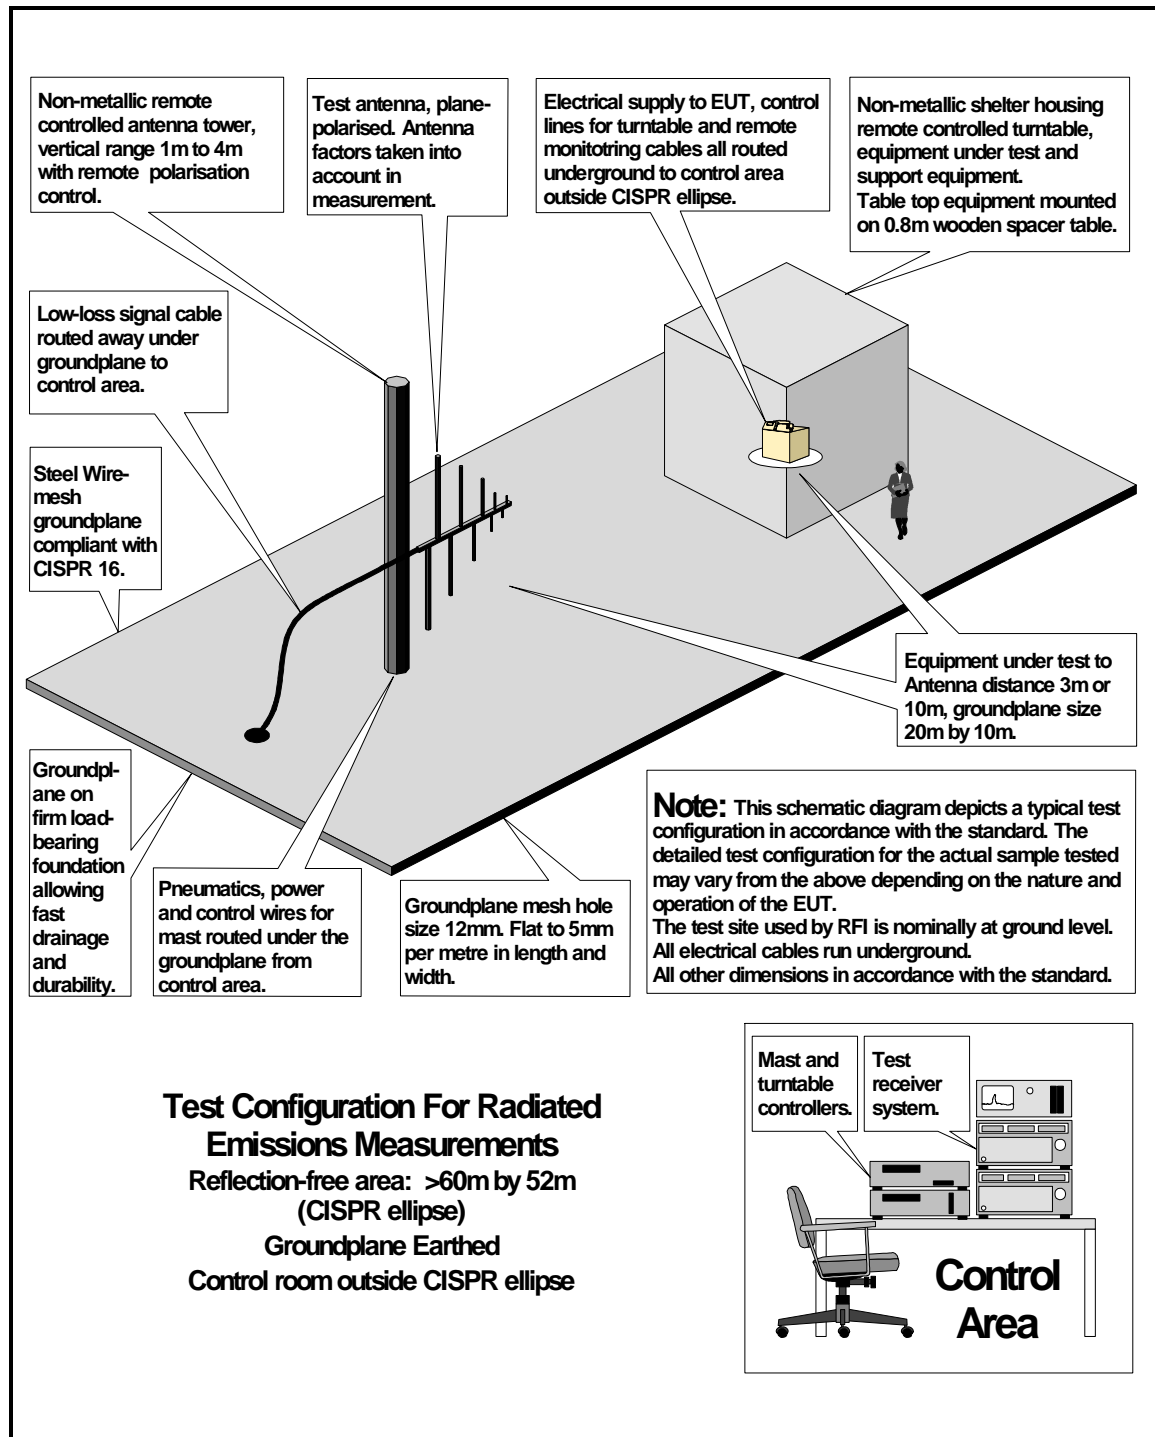 Non-metallic remote
controlled antenna tower,
vertical range 1m to 4m
with remote polarisation
control.
Test antenna, plane-
polarised. Antenna
factors taken into
account in
measurement.
Electrical supply to EUT, control
lines for turntable and remote
monitotring cables all routed
underground to control area
outside CISPR ellipse.
Non-metallic shelter housing
remote controlled turntable,
equipment under test and
support equipment.
Table top equipment mounted
on 0.8m wooden spacer table.
Low-loss signal cable
routed away under
groundplane to
control area.
Steel Wire-
mesh
groundplane
compliant with
CISPR 16.
Equipment under test to
Antenna distance 3m or
10m, groundplane size
20m by 10m.
Groundpl-
ane on
firm load-
bearing
foundation
allowing
fast
drainage
and
durability.
Pneumatics, power
and control wires for
mast routed under the
groundplane from
control area.
Groundplane mesh hole
size 12mm. Flat to 5mm
per metre in length and
width.
Note: This schematic diagram depicts a typical test
configuration in accordance with the standard. The
detailed test configuration for the actual sample tested
may vary from the above depending on the nature and
operation of the EUT.
The test site used by RFI is nominally at ground level.
All electrical cables run underground.
All other dimensions in accordance with the standard.
Test Configuration For Radiated
Emissions Measurements
Reflection-free area: >60m by 52m
(CISPR ellipse)
Groundplane Earthed
Control room outside CISPR ellipse
Mast and
turntable
controllers.
Test
receiver
system.
Control
Area